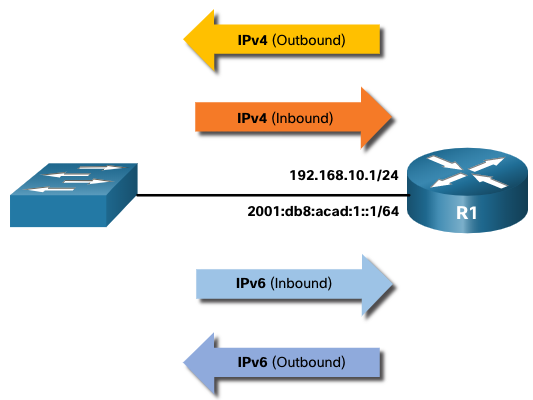 IPv4 (Outbound)
IPv4 (Inbound)
192.168.10.1/24
2001:db8:acad:1::1/64
R1
IPv6 (Inbound)
IPv6 (Outbound)